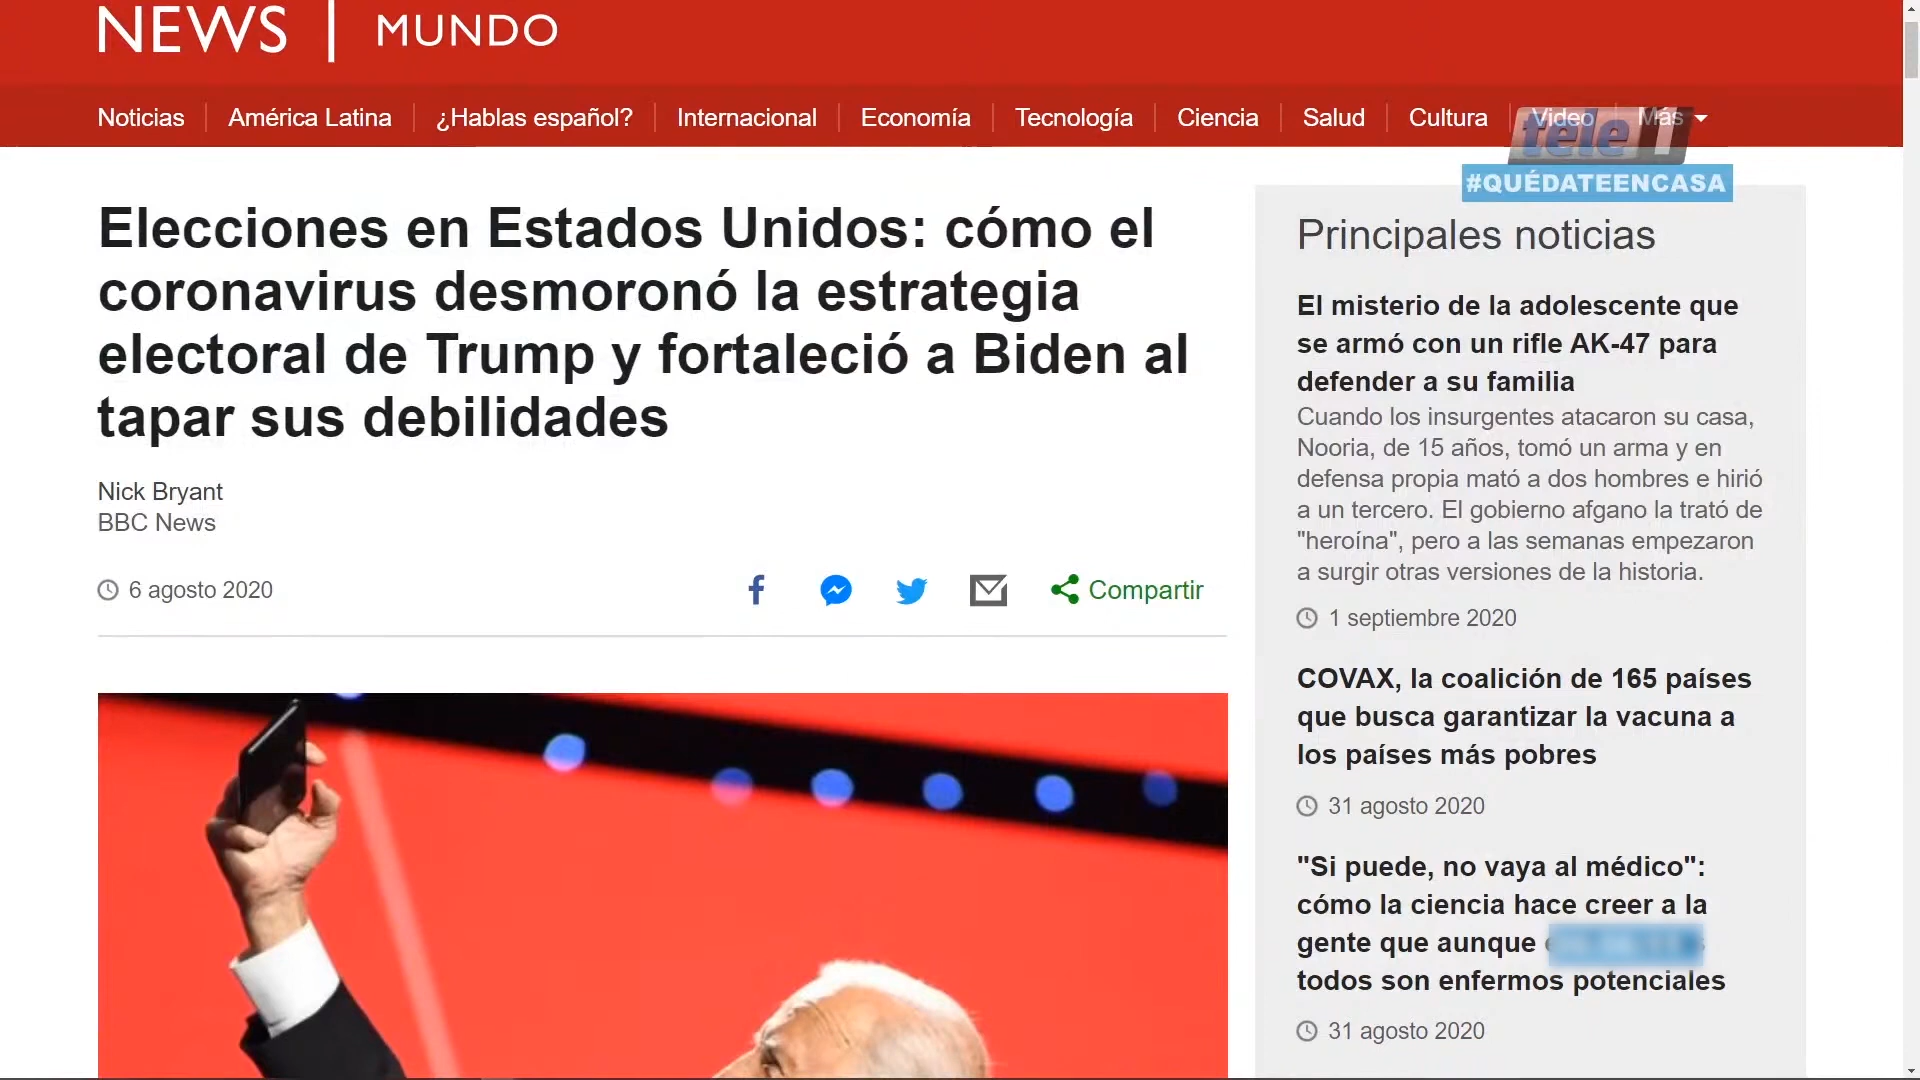 NEWS | MUNDO
Noticias
América Latina
¿Hablas español?
Internacional
Economía
Tecnología
Ciencia
Salud
Cultura
Video
Más
tele 11
#QUÉDATEENCASA
Elecciones en Estados Unidos: cómo el
coronavirus desmoronó la estrategia
electoral de Trump y fortaleció a Biden al
tapar sus debilidades
Nick Bryant
BBC News
6 agosto 2020
Compartir
Principales noticias
El misterio de la adolescente que
se armó con un rifle AK-47 para
defender a su familia
Cuando los insurgentes atacaron su casa,
Nooria, de 15 años, tomó un arma y en
defensa propia mató a dos hombres e hirió
a un tercero. El gobierno afgano la trató de
"heroína", pero a las semanas empezaron
a surgir otras versiones de la historia.
1 septiembre 2020
COVAX, la coalición de 165 países
que busca garantizar la vacuna a
los países más pobres
31 agosto 2020
"Si puede, no vaya al médico":
cómo la ciencia hace creer a la
gente que aunque
todos son enfermos potenciales
31 agosto 2020